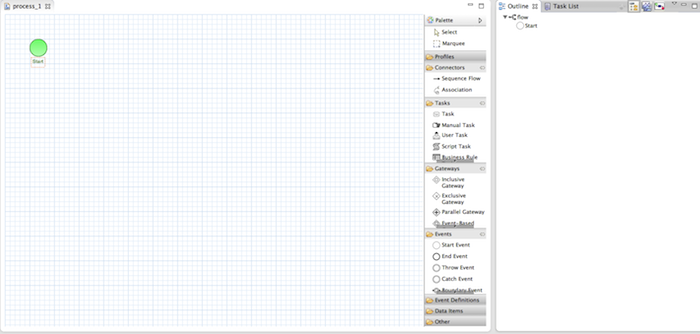 process_1
Start
Palette
Select
Marquee
Profiles
Connectors
Sequence Flow
Association
Tasks
Task
Manual Task
User Task
Script Task
Business Rule
Gateways
Inclusive
Gateway
Exclusive
Gateway
Parallel Gateway
Event-Based
Events
Start Event
End Event
Throw Event
Catch Event
Boundary Event
Event Definitions
Data Items
Other
Outline
Task List
flow
Start